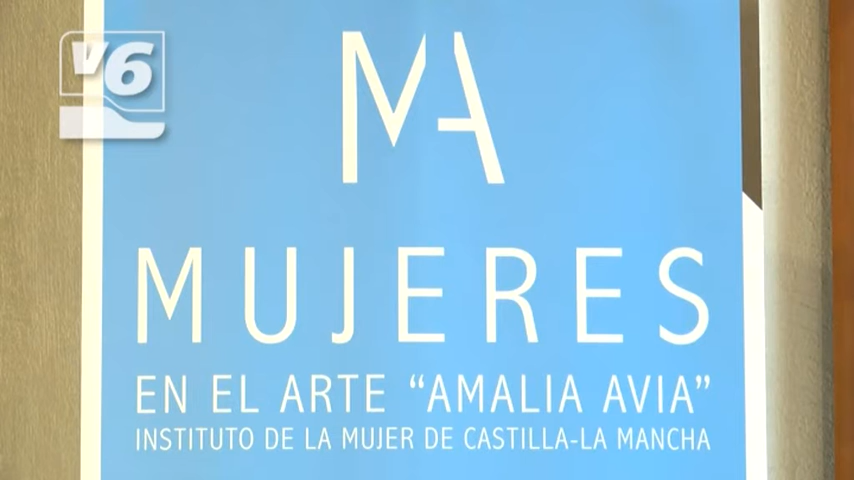 V6
MA
MUJERES
EN EL ARTE “AMALIA AVIA”
INSTITUTO DE LA MUJER DE CASTILLA-LA MANCHA